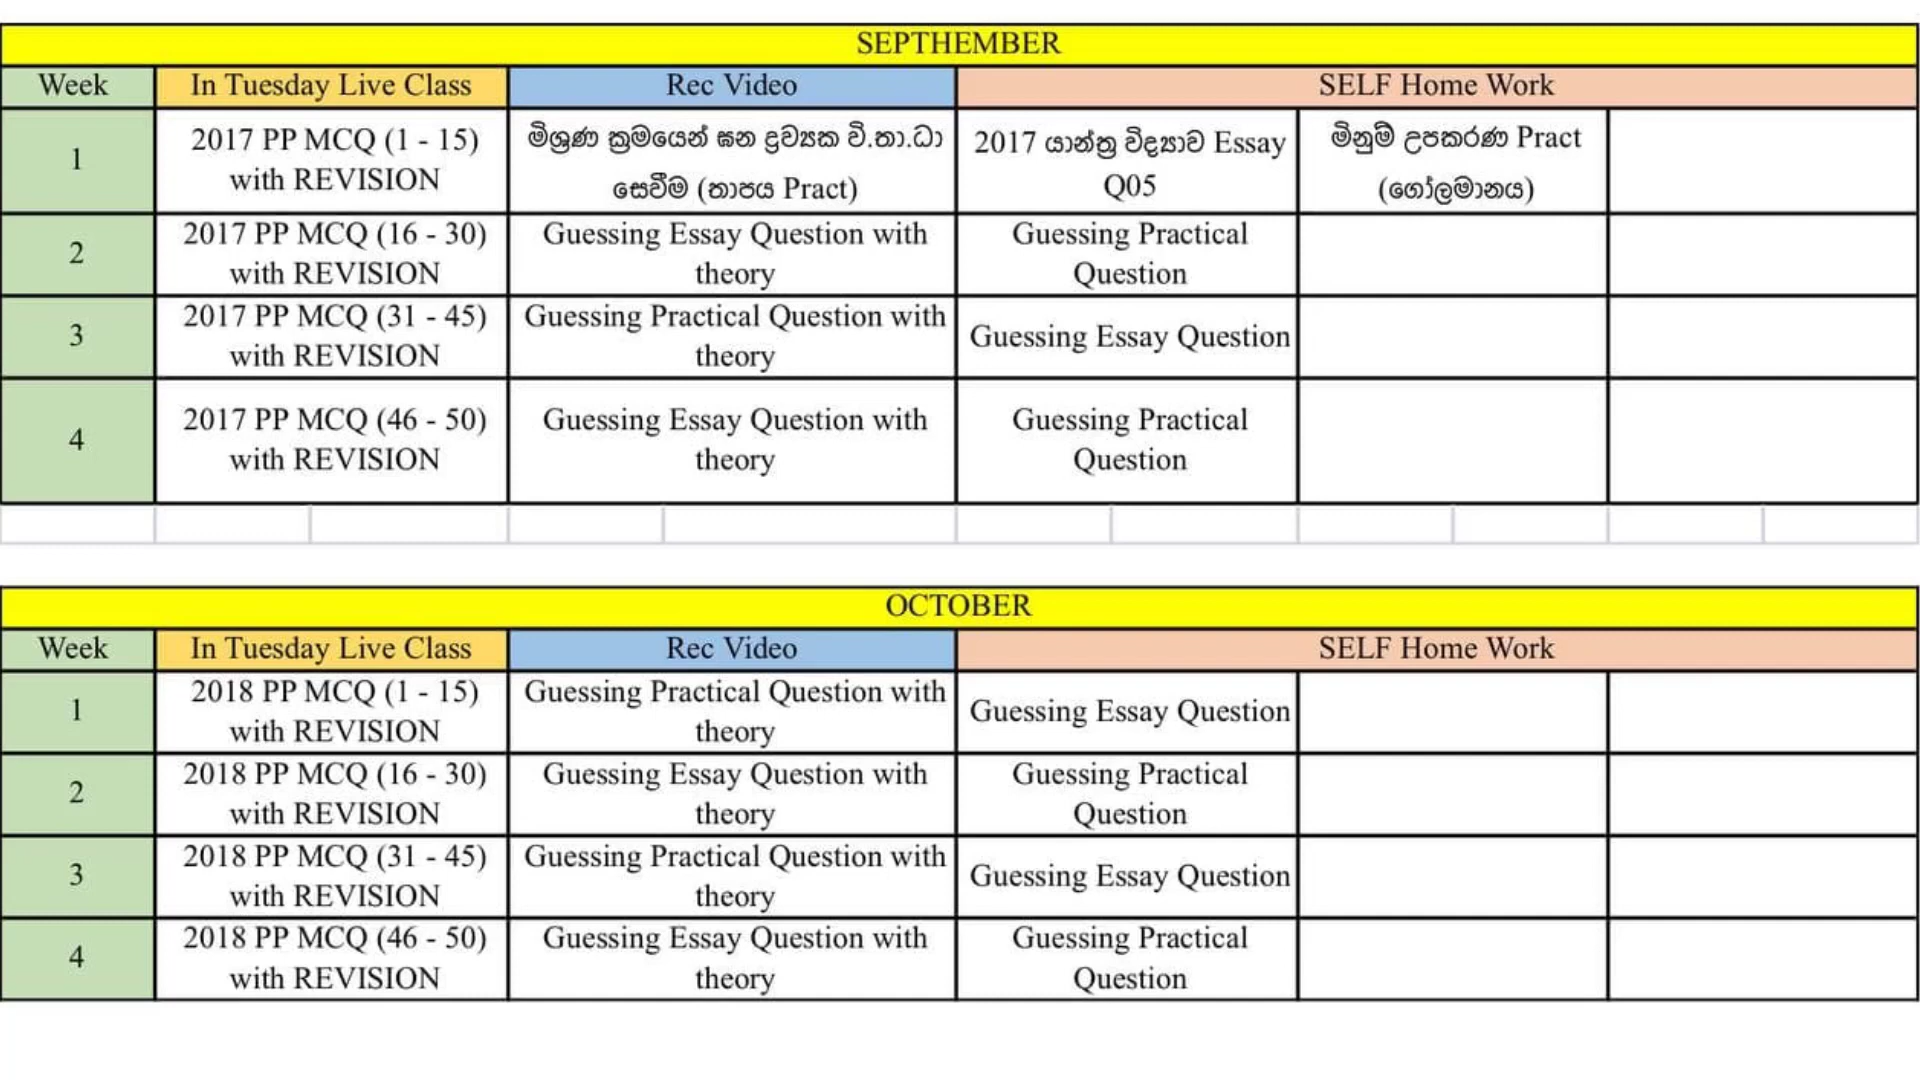 SEPTHEMBER
Week In Tuesday Live Class Rec Video SELF Home Work
1
2017 PP MCQ (1 - 15)
with REVISION
මිශ්‍රණ ක්‍රමයෙන් ඝන ද්‍රව්‍යක වි.තා.ධා
සෙවීම (තාපය Pract)
2017 යාන්ත්‍ර විද්‍යාව Essay
Q05
මිනුම් උපකරණ Pract
(ගෝලමානය)
2
2017 PP MCQ (16 - 30)
with REVISION
Guessing Essay Question with
theory
Guessing Practical
Question
3
2017 PP MCQ (31 - 45)
with REVISION
Guessing Practical Question with
theory
Guessing Essay Question
4
2017 PP MCQ (46 - 50)
with REVISION
Guessing Essay Question with
theory
Guessing Practical
Question
OCTOBER
Week In Tuesday Live Class Rec Video SELF Home Work
1
2018 PP MCQ (1 - 15)
with REVISION
Guessing Practical Question with
theory
Guessing Essay Question
2
2018 PP MCQ (16 - 30)
with REVISION
Guessing Essay Question with
theory
Guessing Practical
Question
3
2018 PP MCQ (31 - 45)
with REVISION
Guessing Practical Question with
theory
Guessing Essay Question
4
2018 PP MCQ (46 - 50)
with REVISION
Guessing Essay Question with
theory
Guessing Practical
Question